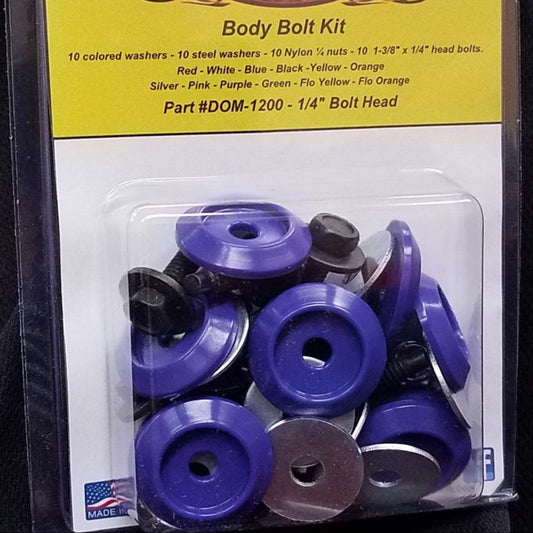 Body Bolt Kit
10 colored washers - 10 steel washers - 10 Nylon ¼ nuts - 10 1-3/8" x 1/4" head bolts.
Red - White - Blue - Black -Yellow - Orange
Silver - Pink - Purple - Green - Flo Yellow - Flo Orange
Part #DOM-1200 - 1/4" Bolt Head
MADE